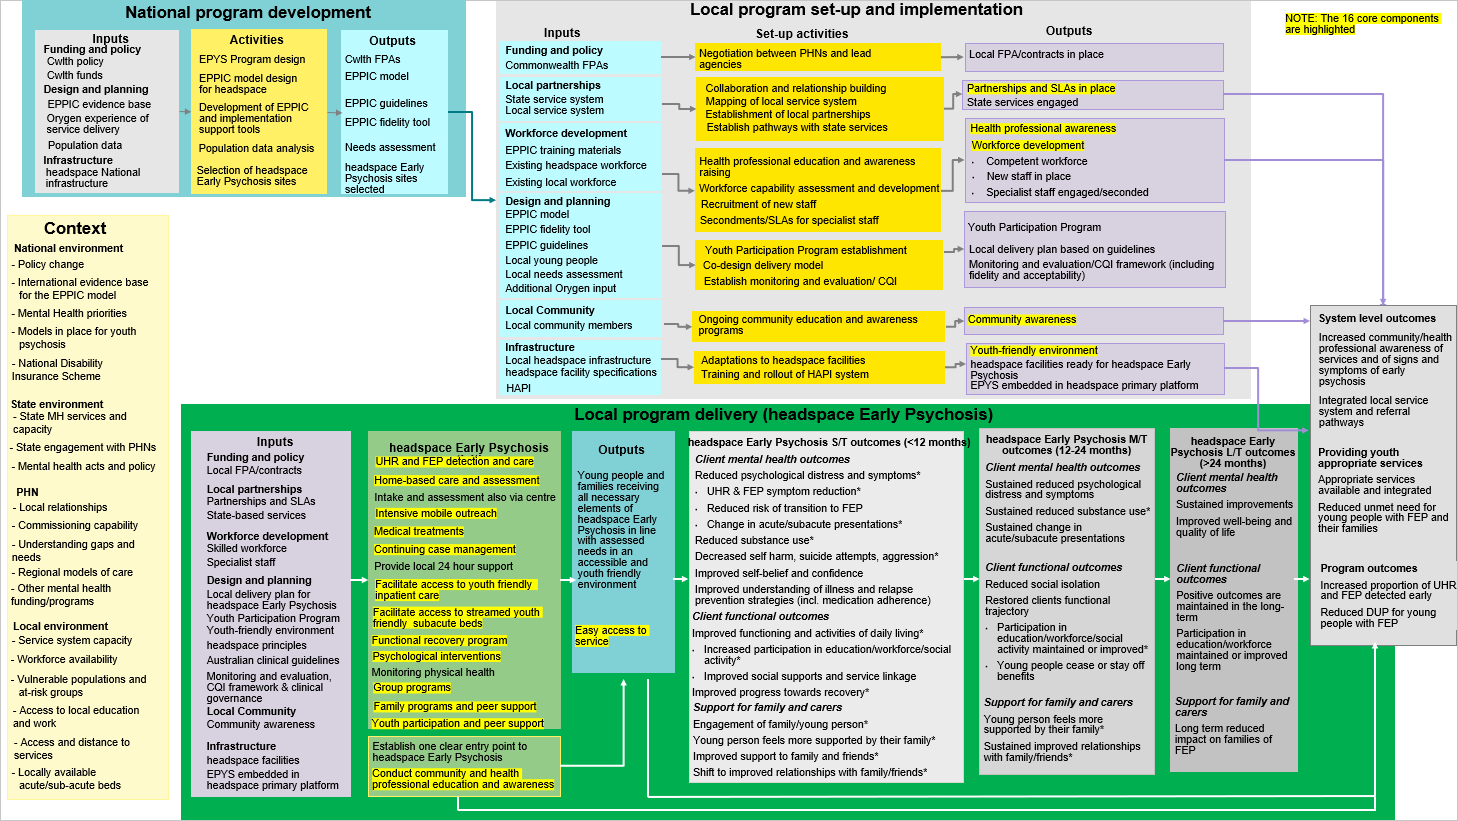 National program development
Inputs
Funding and policy
Cwlth policy
Cwlth funds
Design and planning
EPPIC evidence base
Orygen experience of
service delivery
Population data
Infrastructure
headspace National
infrastructure
Activities
EPYS Program design
EPPIC model design
for headspace
Development of EPPIC
and implementation
support tools
Population data analysis
Selection of headspace
Early Psychosis sites
Outputs
Cwlth FPAs
EPPIC model
EPPIC guidelines
EPPIC fidelity tool
Needs assessment
headspace Early
Psychosis sites
selected
Local program set-up and implementation
Inputs
Funding and policy
Commonwealth FPAs
Local partnerships
State service system
Local service system
Workforce development
EPPIC training materials
Existing headspace workforce
Existing local workforce
Design and planning
EPPIC model
EPPIC fidelity tool
EPPIC guidelines
Local young people
Local needs assessment
Additional Orygen input
Local Community
Local community members
Infrastructure
Local headspace infrastructure
headspace facility specifications
HAPI
Set-up activities
Negotiation between PHNs and lead
agencies
Collaboration and relationship building
Mapping of local service system
Establishment of local partnerships
Establish pathways with state services
Health professional education and awareness
raising
Workforce capability assessment and development
Recruitment of new staff
Secondments/SLAs for specialist staff
Youth Participation Program establishment
Co-design delivery model
Establish monitoring and evaluation/ CQI
Ongoing community education and awareness
programs
Adaptations to headspace facilities
Training and rollout of HAPI system
Outputs
Local FPA/contracts in place
Partnerships and SLAs in place
State services engaged
Health professional awareness
Workforce development
· Competent workforce
· New staff in place
· Specialist staff engaged/seconded
Youth Participation Program
Local delivery plan based on guidelines
Monitoring and evaluation/CQI framework (including
fidelity and acceptability)
Community awareness
Youth-friendly environment
headspace facilities ready for headspace Early
Psychosis
EPYS embedded in headspace primary platform
NOTE: The 16 core components
are highlighted
Context
National environment
- Policy change
- International evidence base
for the EPPIC model
- Mental Health priorities
- Models in place for youth
psychosis
- National Disability
Insurance Scheme
State environment
- State MH services and
capacity
- State engagement with PHNs
- Mental health acts and policy
PHN
- Local relationships
- Commissioning capability
- Understanding gaps and
needs
- Regional models of care
- Other mental health
funding/programs
Local environment
- Service system capacity
- Workforce availability
- Vulnerable populations and
at-risk groups
- Access to local education
and work
- Access and distance to
services
- Locally available
acute/sub-acute beds
Local program delivery (headspace Early Psychosis)
Inputs
Funding and policy
Local FPA/contracts
Local partnerships
Partnerships and SLAs
State-based services
Workforce development
Skilled workforce
Specialist staff
Design and planning
Local delivery plan for
headspace Early Psychosis
Youth Participation Program
Youth-friendly environment
headspace principles
Australian clinical guidelines
Monitoring and evaluation,
CQI framework & clinical
governance
Local Community
Community awareness
Infrastructure
headspace facilities
EPYS embedded in
headspace primary platform
headspace Early Psychosis
UHR and FEP detection and care
Home-based care and assessment
Intake and assessment also via centre
Intensive mobile outreach
Medical treatments
Continuing case management
Provide local 24 hour support
Facilitate access to youth friendly
inpatient care
Facilitate access to streamed youth
friendly subacute beds
Functional recovery program
Psychological interventions
Monitoring physical health
Group programs
Family programs and peer support
Youth participation and peer support
Establish one clear entry point to
headspace Early Psychosis
Conduct community and health
professional education and awareness
Outputs
Young people and
families receiving
all necessary
elements of
headspace Early
Psychosis in line
with assessed
needs in an
accessible and
youth friendly
environment
Easy access to
service
headspace Early Psychosis S/T outcomes (<12 months)
Client mental health outcomes
Reduced psychological distress and symptoms*
· UHR & FEP symptom reduction*
· Reduced risk of transition to FEP
· Change in acute/subacute presentations*
Reduced substance use*
Decreased self harm, suicide attempts, aggression*
Improved self-belief and confidence
Improved understanding of illness and relapse
prevention strategies (incl. medication adherence)
Client functional outcomes
Improved functioning and activities of daily living*
· Increased participation in education/workforce/social
activity*
· Improved social supports and service linkage
Improved progress towards recovery*
Support for family and carers
Engagement of family/young person*
Young person feels more supported by their family*
Improved support to family and friends*
Shift to improved relationships with family/friends*
headspace Early Psychosis M/T
outcomes (12-24 months)
Client mental health outcomes
Sustained reduced psychological
distress and symptoms
Sustained reduced substance use*
Sustained change in
acute/subacute presentations
Client functional outcomes
Reduced social isolation
Restored clients functional
trajectory
· Participation in
education/workforce/social
activity maintained or improved*
· Young people cease or stay off
benefits
Support for family and carers
Young person feels more
supported by their family*
Sustained improved relationships
with family/friends*
headspace Early
Psychosis L/T outcomes
(>24 months)
Client mental health
outcomes
Sustained improvements
Improved well-being and
quality of life
Client functional
outcomes
Positive outcomes are
maintained in the long-
term
Participation in
education/workforce
maintained or improved
long term
Support for family and
carers
Long term reduced
impact on families of
FEP
System level outcomes
Increased community/health
professional awareness of
services and of signs and
symptoms of early
psychosis
Integrated local service
system and referral
pathways
Providing youth
appropriate services
Appropriate services
available and integrated
Reduced unmet need for
young people with FEP and
their families
Program outcomes
Increased proportion of UHR
and FEP detected early
Reduced DUP for young
people with FEP